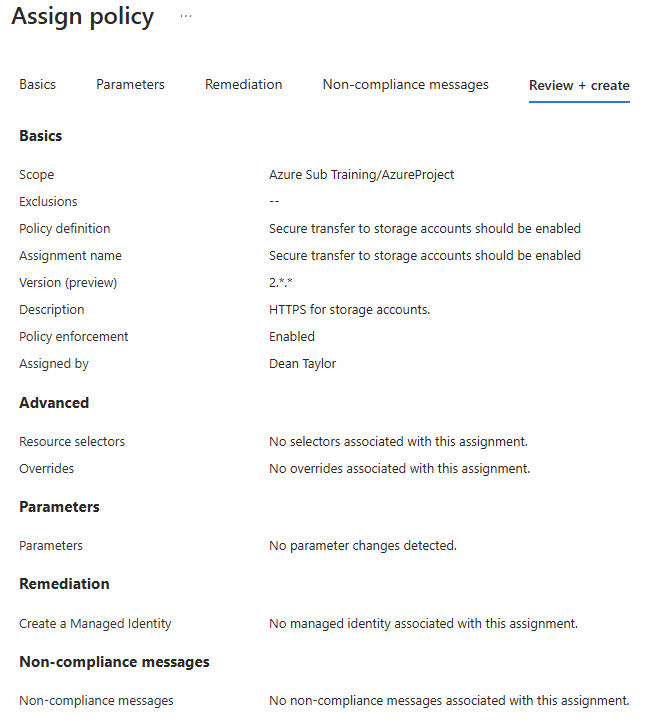 Assign policy ...
Basics Parameters Remediation Non-compliance messages Review + create
Basics
Scope Azure Sub Training/AzureProject
Exclusions --
Policy definition Secure transfer to storage accounts should be enabled
Assignment name Secure transfer to storage accounts should be enabled
Version (preview) 2.*.*
Description HTTPS for storage accounts.
Policy enforcement Enabled
Assigned by Dean Taylor
Advanced
Resource selectors No selectors associated with this assignment.
Overrides No overrides associated with this assignment.
Parameters
Parameters No parameter changes detected.
Remediation
Create a Managed Identity No managed identity associated with this assignment.
Non-compliance messages
Non-compliance messages No non-compliance messages associated with this assignment.